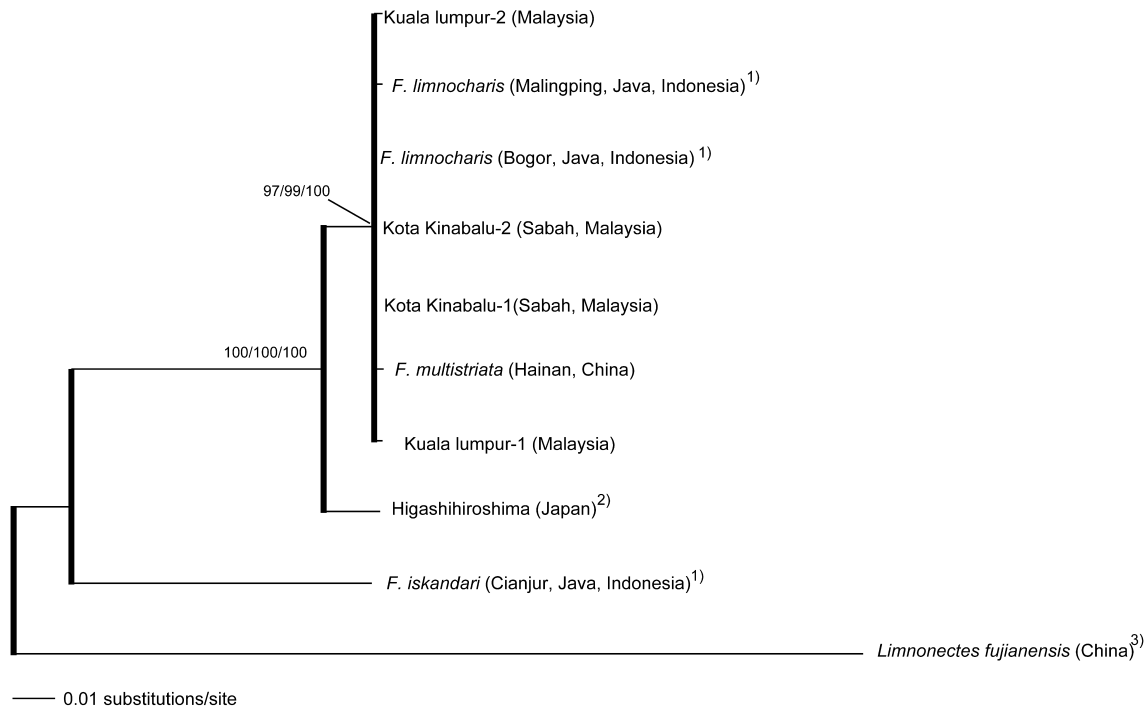 Kuala lumpur-2 (Malaysia)
F. limnocharis (Malingping, Java, Indonesia)1)
F. limnocharis (Bogor, Java, Indonesia) 1)
97/99/100
Kota Kinabalu-2 (Sabah, Malaysia)
Kota Kinabalu-1(Sabah, Malaysia)
100/100/100
F. multistriata (Hainan, China)
Kuala lumpur-1 (Malaysia)
Higashihiroshima (Japan)2)
F. iskandari (Cianjur, Java, Indonesia)1)
Limnonectes fujianensis (China)3)
0.01 substitutions/site